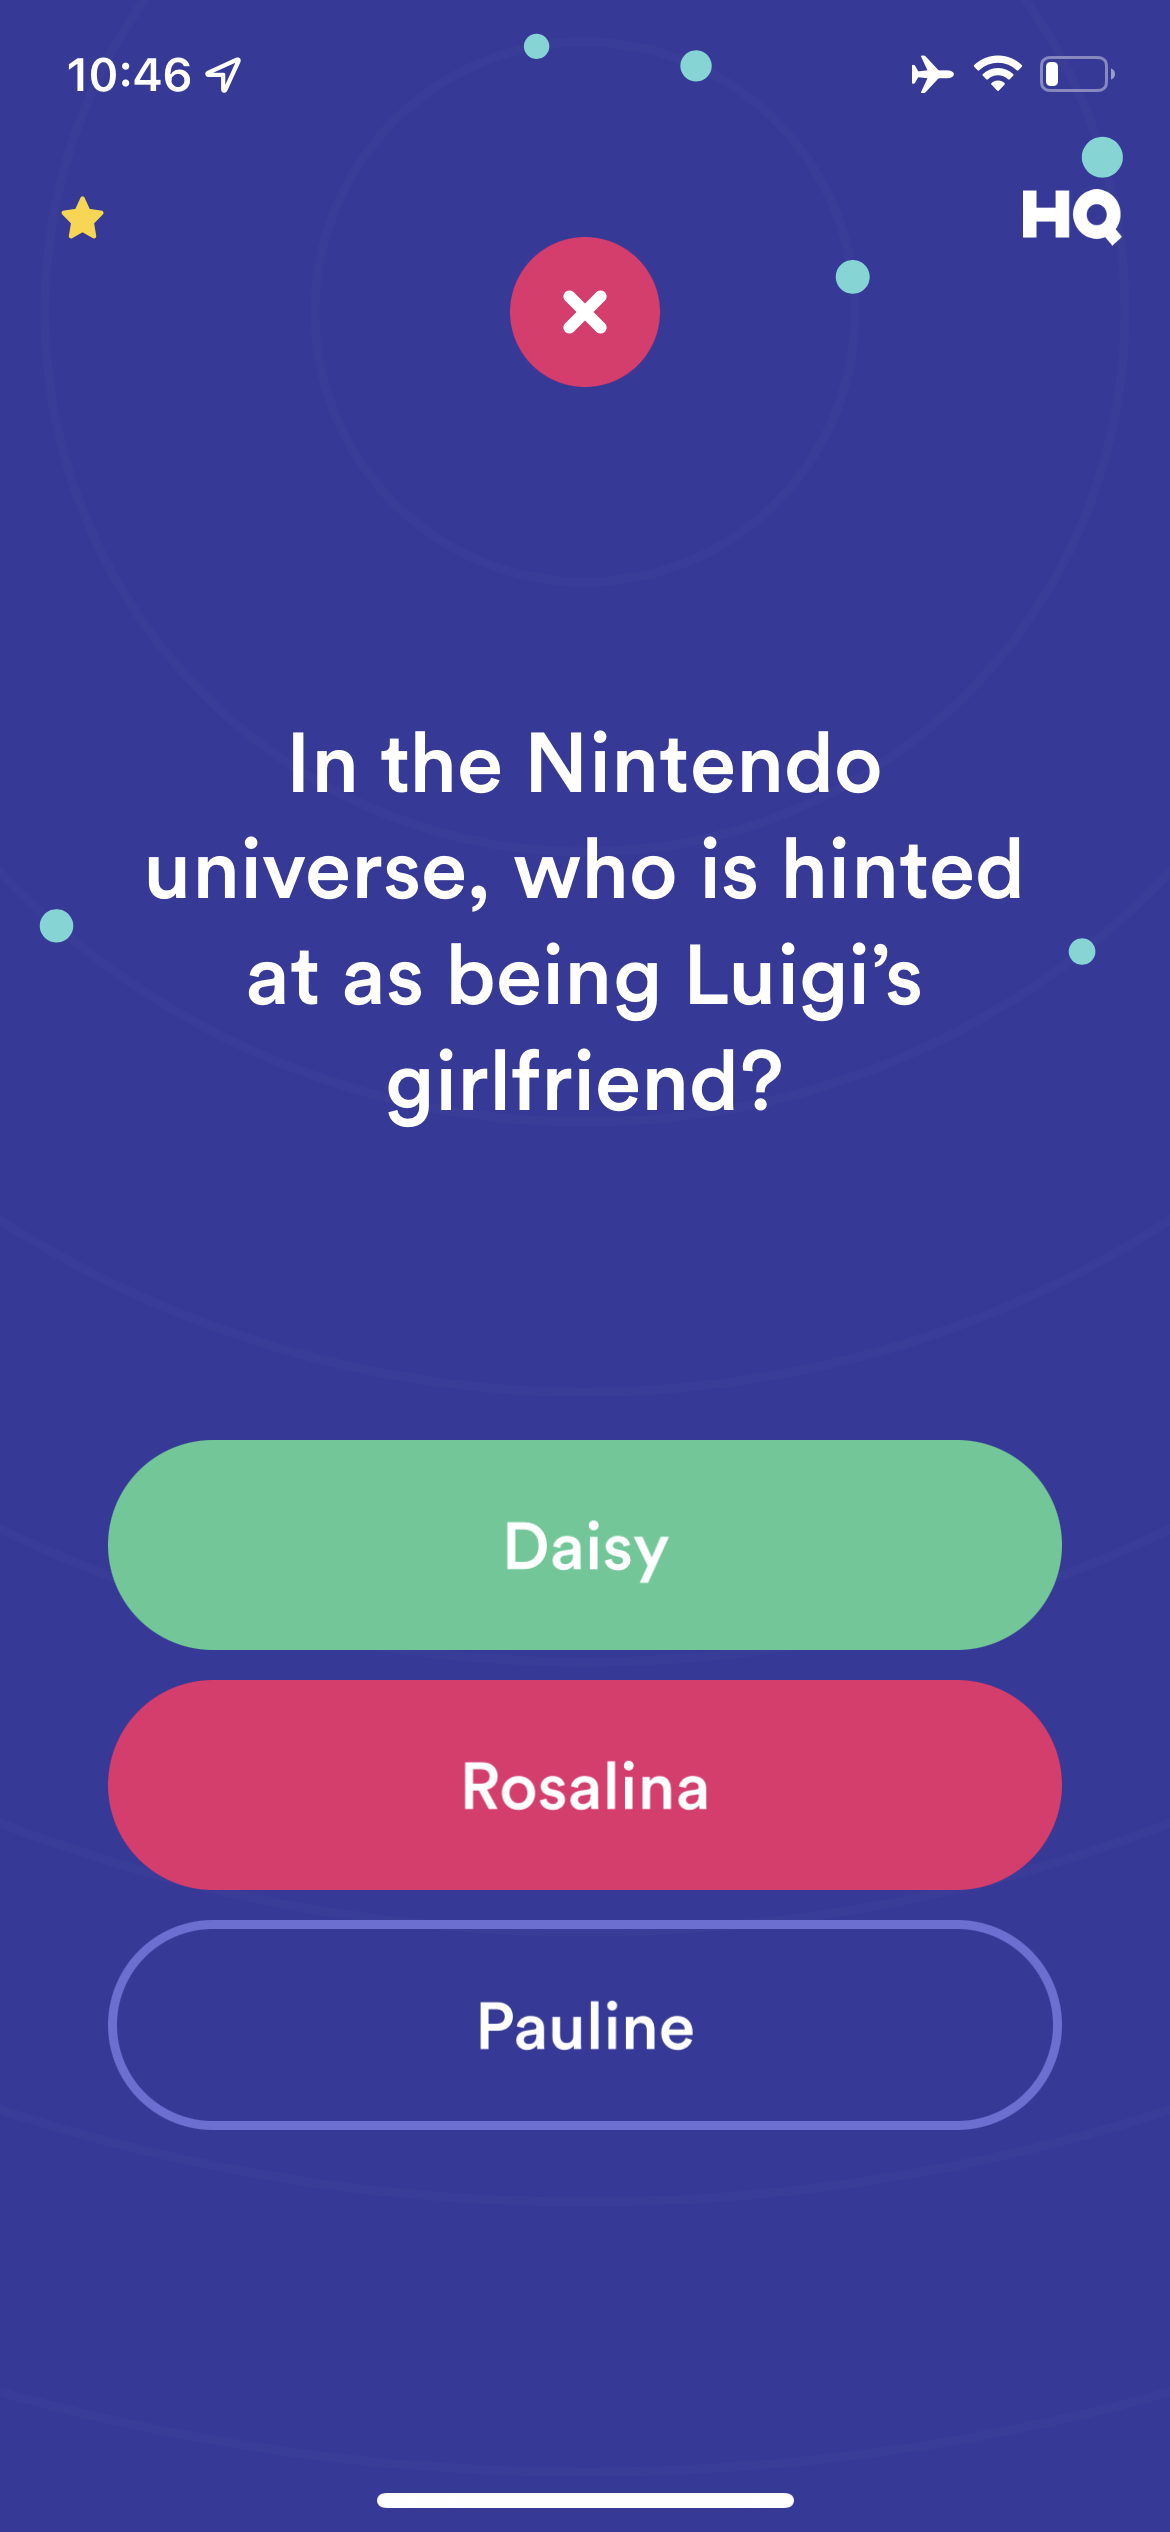 10:46
HQ
In the Nintendo
universe, who is hinted
at as being Luigi’s
girlfriend?
Daisy
Rosalina
Pauline